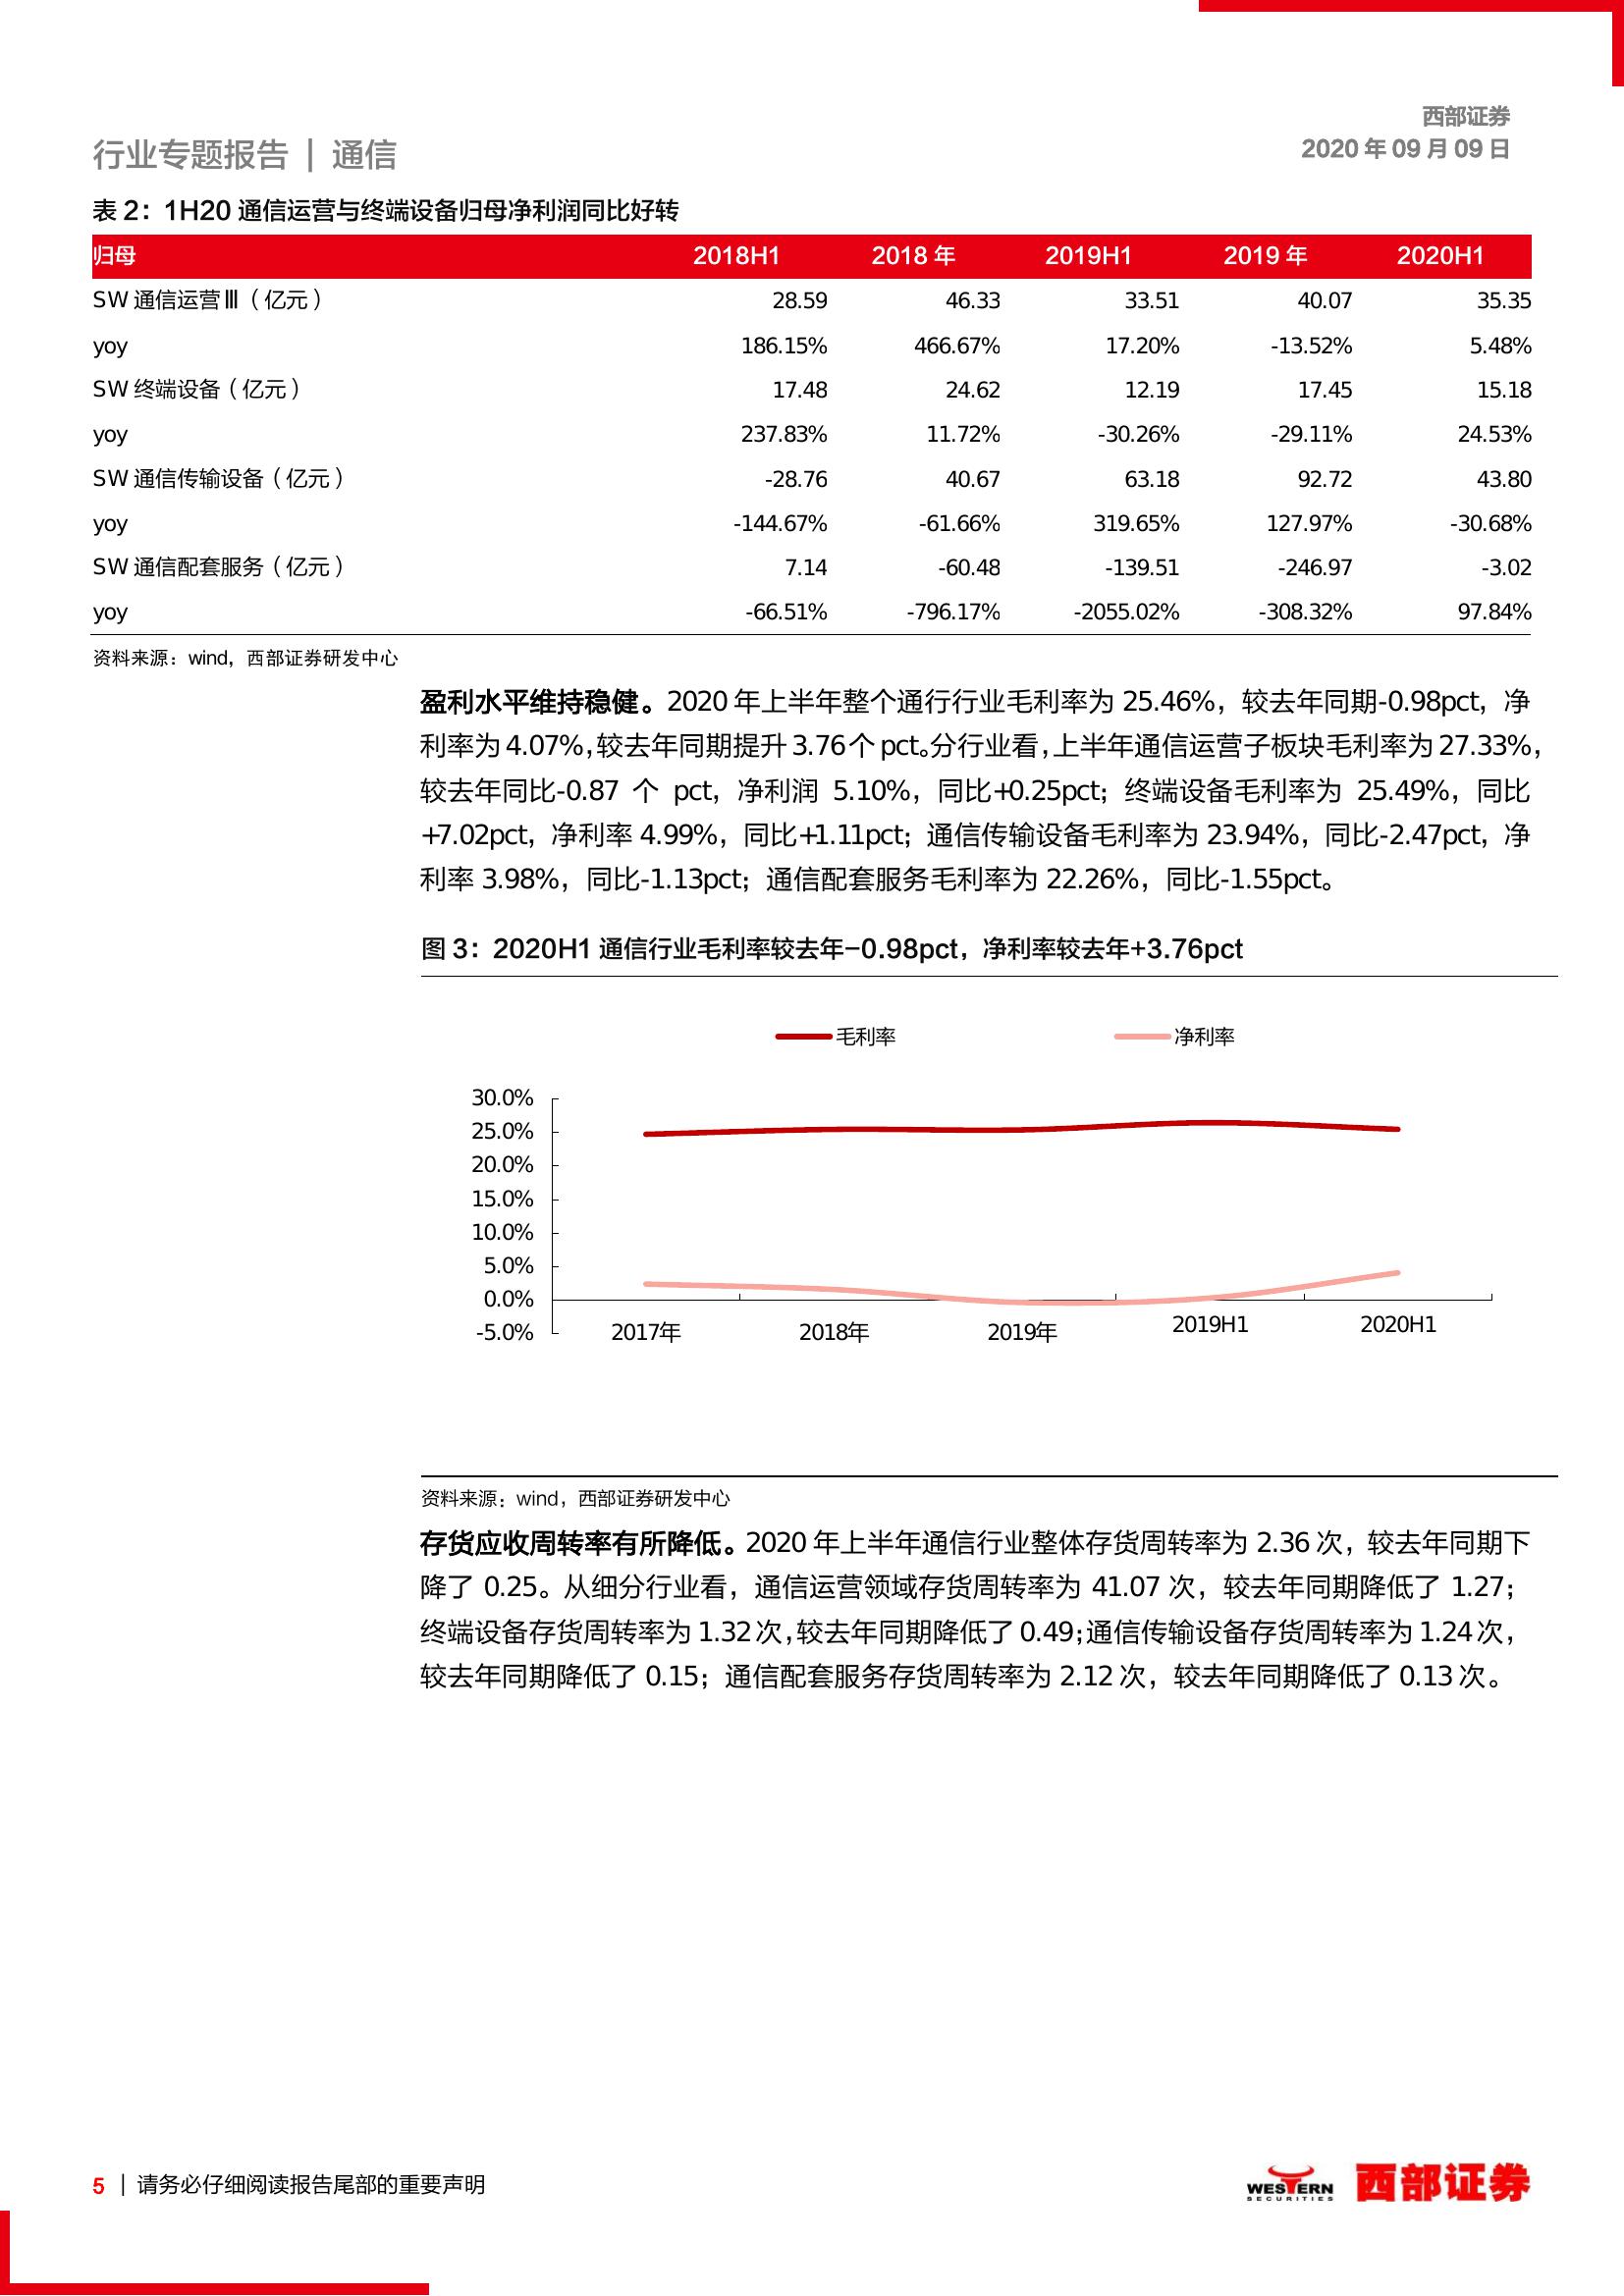 西部证券
行业专题报告 | 通信
2020 年 09 月 09 日
表 2：1H20 通信运营与终端设备归母净利润同比好转
归母 2018H1 2018 年 2019H1 2019 年 2020H1
SW 通信运营Ⅲ（亿元） 28.59 46.33 33.51 40.07 35.35
yoy 186.15% 466.67% 17.20% -13.52% 5.48%
SW 终端设备（亿元） 17.48 24.62 12.19 17.45 15.18
yoy 237.83% 11.72% -30.26% -29.11% 24.53%
SW 通信传输设备（亿元） -28.76 40.67 63.18 92.72 43.80
yoy -144.67% -61.66% 319.65% 127.97% -30.68%
SW 通信配套服务（亿元） 7.14 -60.48 -139.51 -246.97 -3.02
yoy -66.51% -796.17% -2055.02% -308.32% 97.84%
资料来源：wind，西部证券研发中心
盈利水平维持稳健。2020 年上半年整个通行行业毛利率为 25.46%，较去年同期-0.98pct，净
利率为 4.07%，较去年同期提升 3.76 个 pct。分行业看，上半年通信运营子板块毛利率为 27.33%，
较去年同比-0.87 个 pct，净利润 5.10%，同比+0.25pct；终端设备毛利率为 25.49%，同比
+7.02pct，净利率 4.99%，同比+1.11pct；通信传输设备毛利率为 23.94%，同比-2.47pct，净
利率 3.98%，同比-1.13pct；通信配套服务毛利率为 22.26%，同比-1.55pct。
图 3：2020H1 通信行业毛利率较去年-0.98pct，净利率较去年+3.76pct
毛利率 净利率
30.0%
25.0%
20.0%
15.0%
10.0%
5.0%
0.0%
-5.0%
2017年 2018年 2019年 2019H1 2020H1
资料来源：wind，西部证券研发中心
存货应收周转率有所降低。2020 年上半年通信行业整体存货周转率为 2.36 次，较去年同期下
降了 0.25。从细分行业看，通信运营领域存货周转率为 41.07 次，较去年同期降低了 1.27；
终端设备存货周转率为 1.32 次，较去年同期降低了 0.49；通信传输设备存货周转率为 1.24 次，
较去年同期降低了 0.15；通信配套服务存货周转率为 2.12 次，较去年同期降低了 0.13 次。
5 | 请务必仔细阅读报告尾部的重要声明
WESTERN
SECURITIES
西部证券